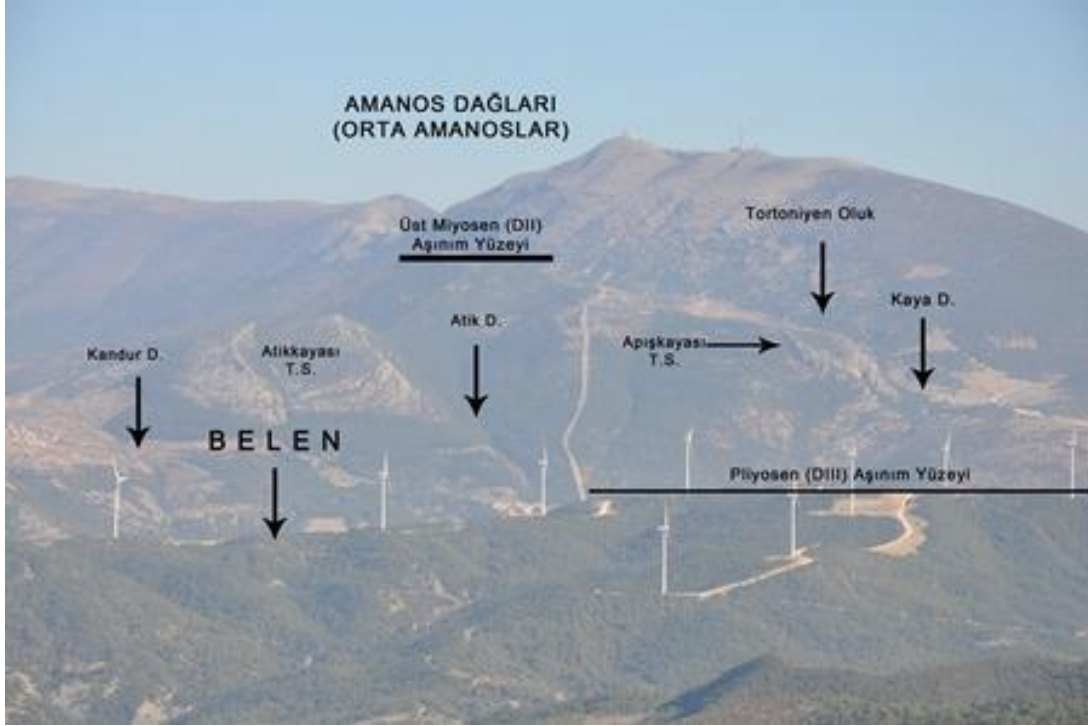 AMANOS DAĞLARI
(ORTA AMANOSLAR)
Üst Miyosen (DII)
Aşınım Yüzeyi
Tortoniyen Oluk
Kaya D.
Atik D.
Apışkayası
T.S.
Kandur D.
Atikkayası
T.S.
BELEN
Pliyosen (DIII) Aşınım Yüzeyi